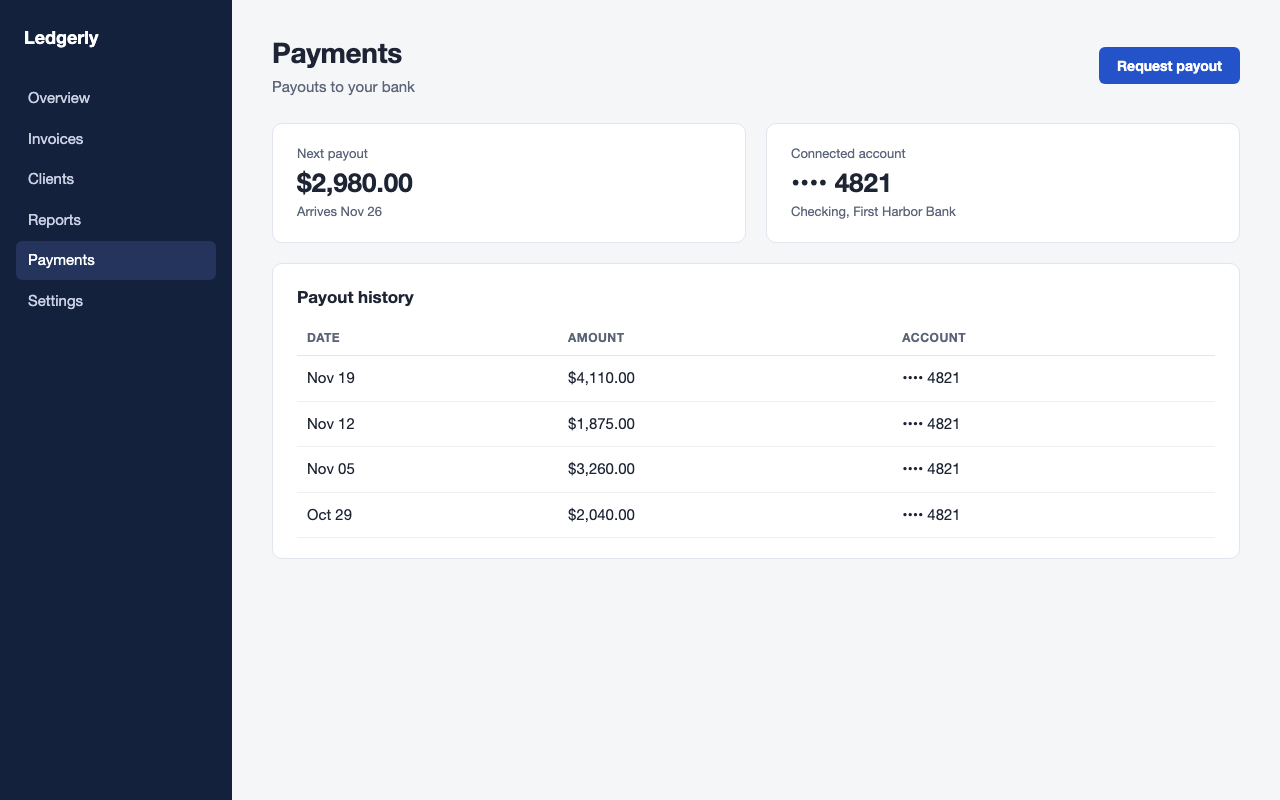 Ledgerly
Overview
Invoices
Clients
Reports
Payments
Settings
Payments
Payouts to your bank
Request payout
Next payout
$2,980.00
Arrives Nov 26
Connected account
•••• 4821
Checking, First Harbor Bank
Payout history
DATE AMOUNT ACCOUNT
Nov 19 $4,110.00 •••• 4821
Nov 12 $1,875.00 •••• 4821
Nov 05 $3,260.00 •••• 4821
Oct 29 $2,040.00 •••• 4821